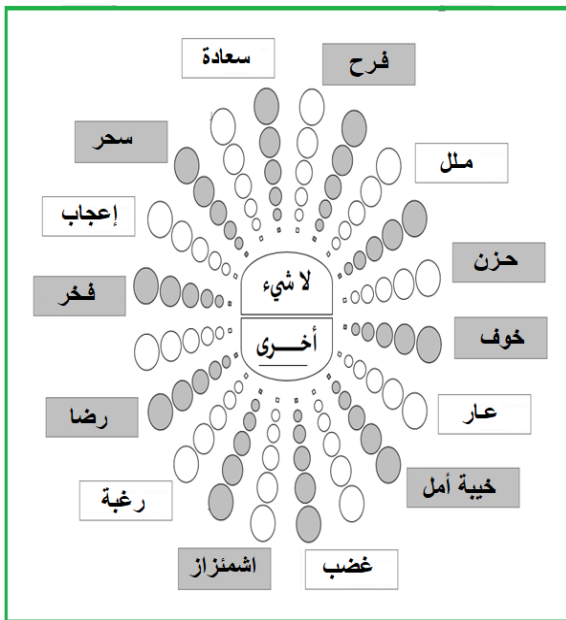 فرح
سعادة
ملل
سحر
إعجاب
حزن
فخر
لا شيء
أخرى
خوف
عار
رضا
خيبة أمل
رغبة
غضب
اشمئزاز